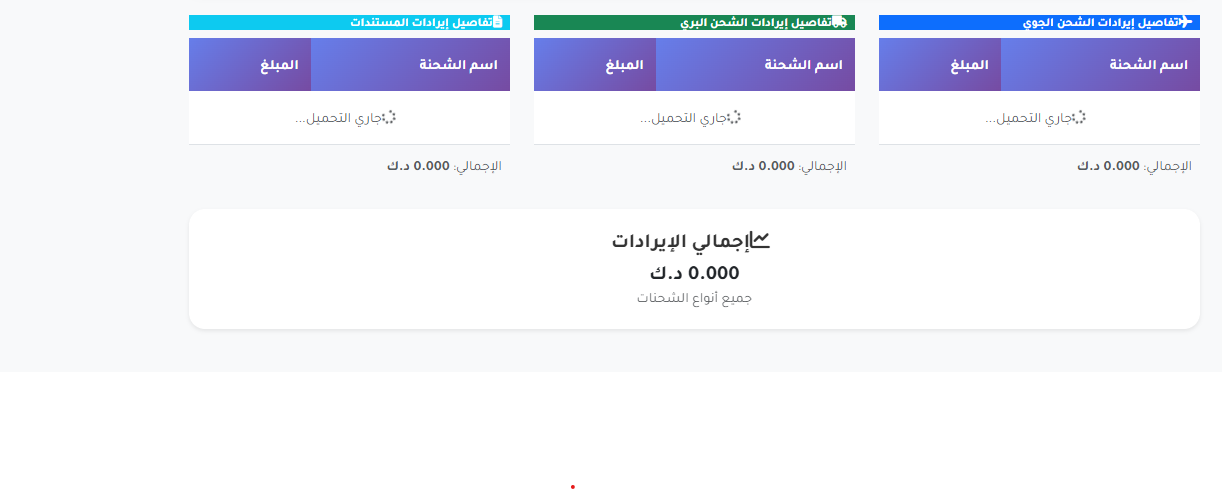 تفاصيل إيرادات الشحن الجوي
اسم الشحنة المبلغ
جاري التحميل...
الإجمالي: 0.000 د.ك
تفاصيل إيرادات الشحن البري
اسم الشحنة المبلغ
جاري التحميل...
الإجمالي: 0.000 د.ك
تفاصيل إيرادات المستندات
اسم الشحنة المبلغ
جاري التحميل...
الإجمالي: 0.000 د.ك
إجمالي الإيرادات
0.000 د.ك
جميع أنواع الشحنات